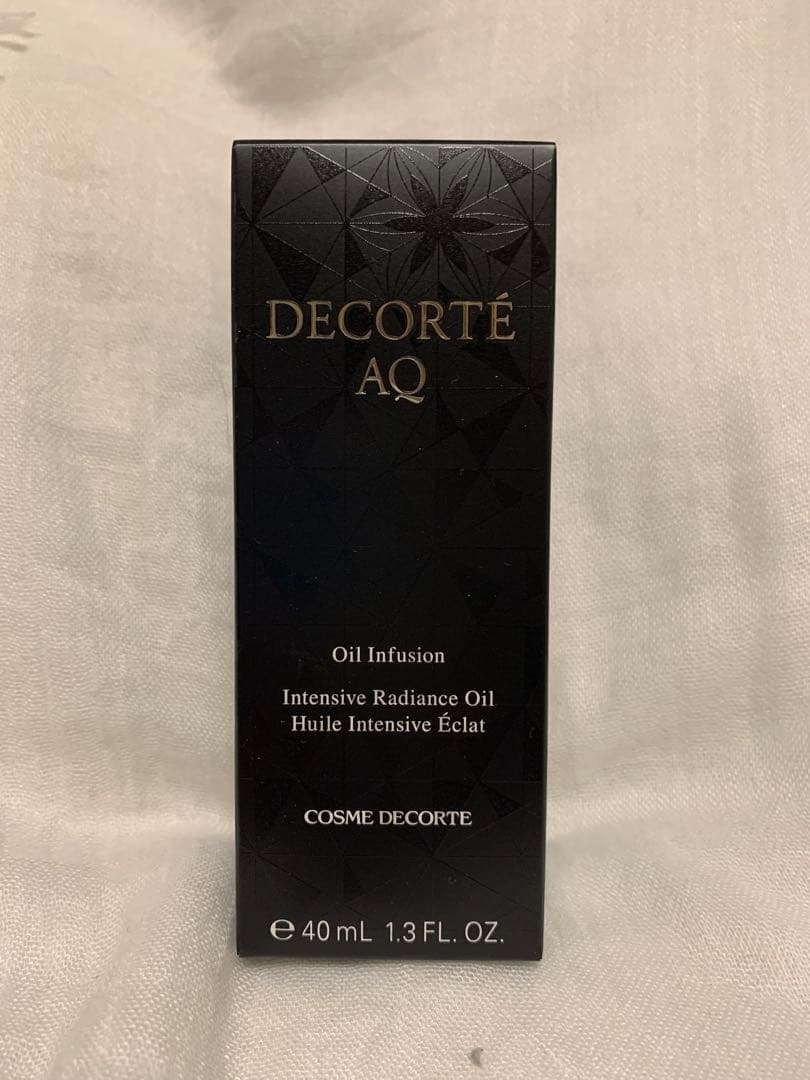 DECORTÉ
AQ
Oil Infusion
Intensive Radiance Oil
Huile Intensive Éclat
COSME DECORTE
℮ 40 mL 1.3 FL. OZ.